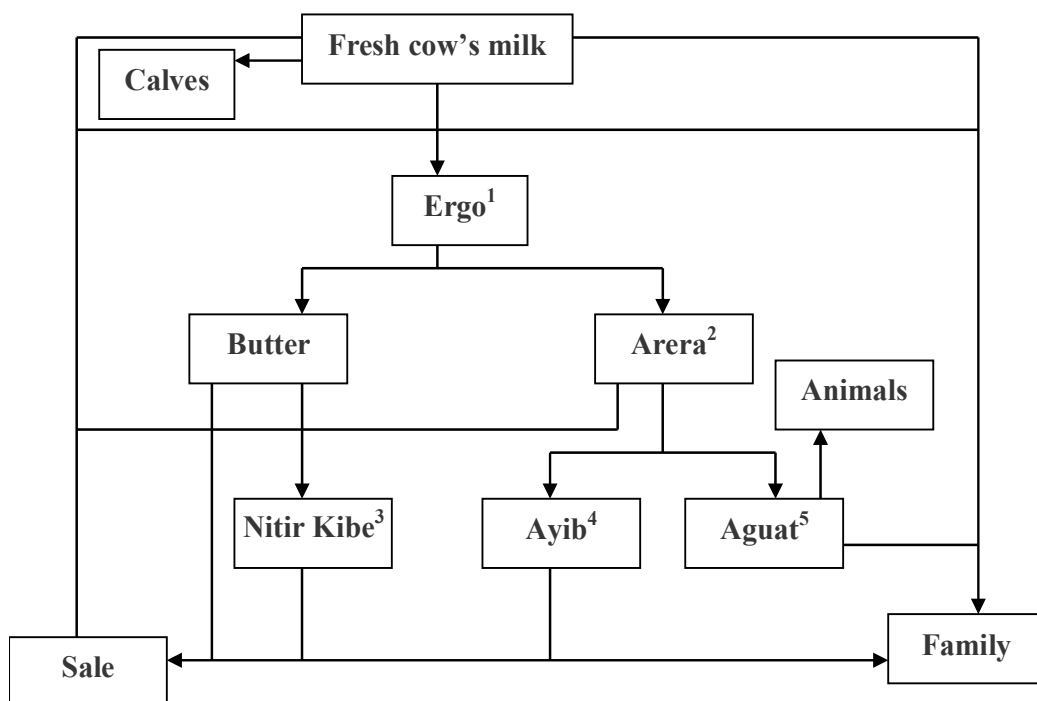 Fresh cow's milk
Calves
Ergo¹
Butter
Arera²
Animals
Nitir Kibe³
Ayib⁴
Aguat⁵
Sale
Family